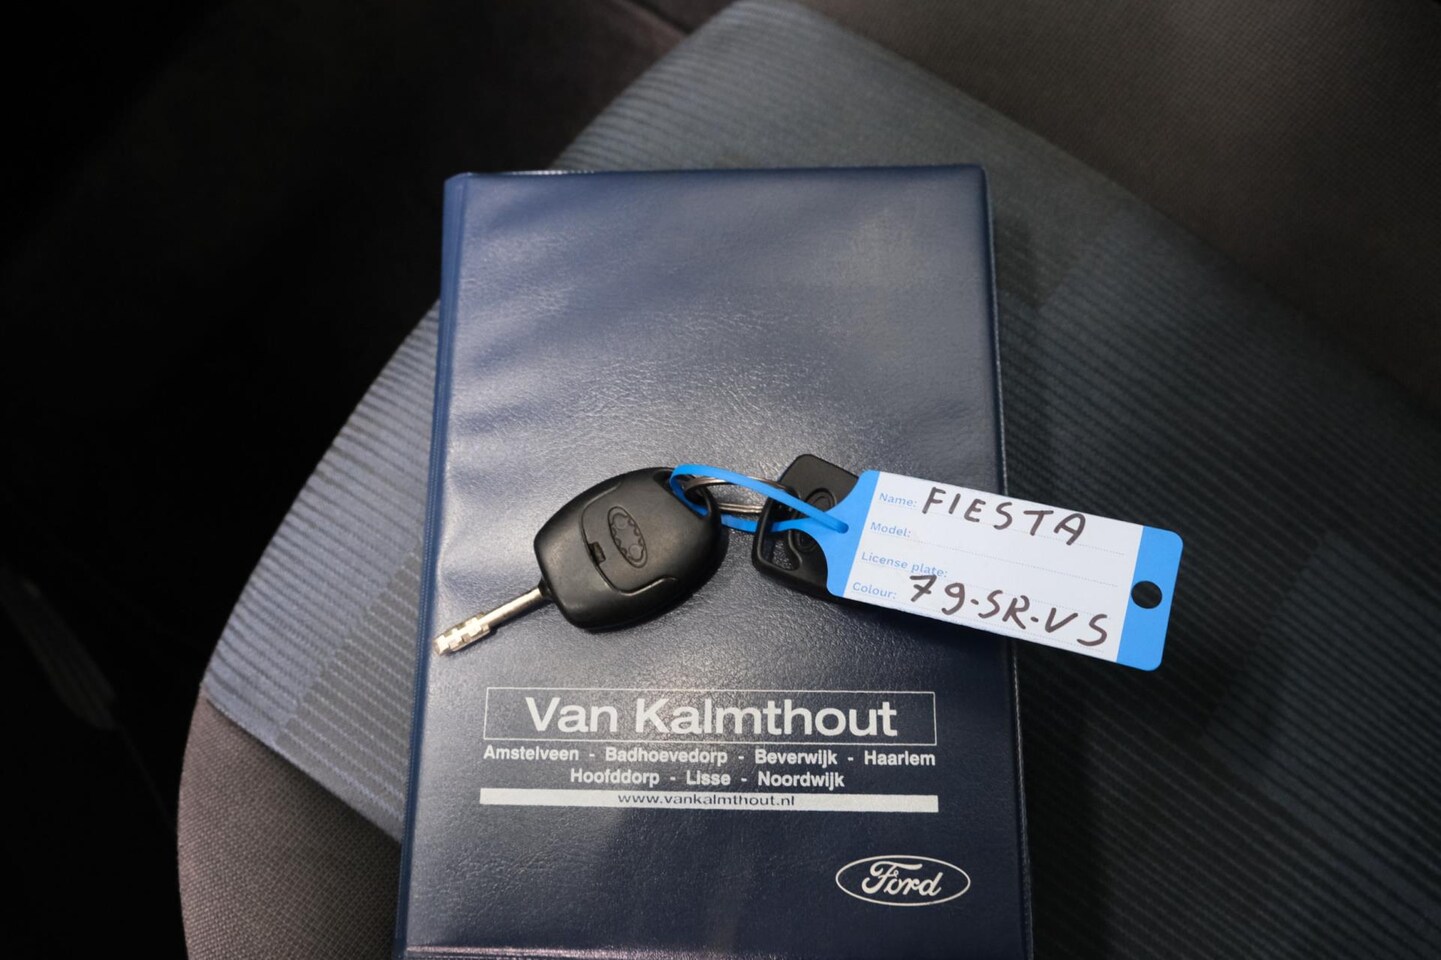 Name: FIESTA
Model:
License plate:
Colour: 79-SR-VS
Van Kalmthout
Amstelveen - Badhoevedorp - Beverwijk - Haarlem
Hoofddorp - Lisse - Noordwijk
www.vankalmthout.nl
Ford